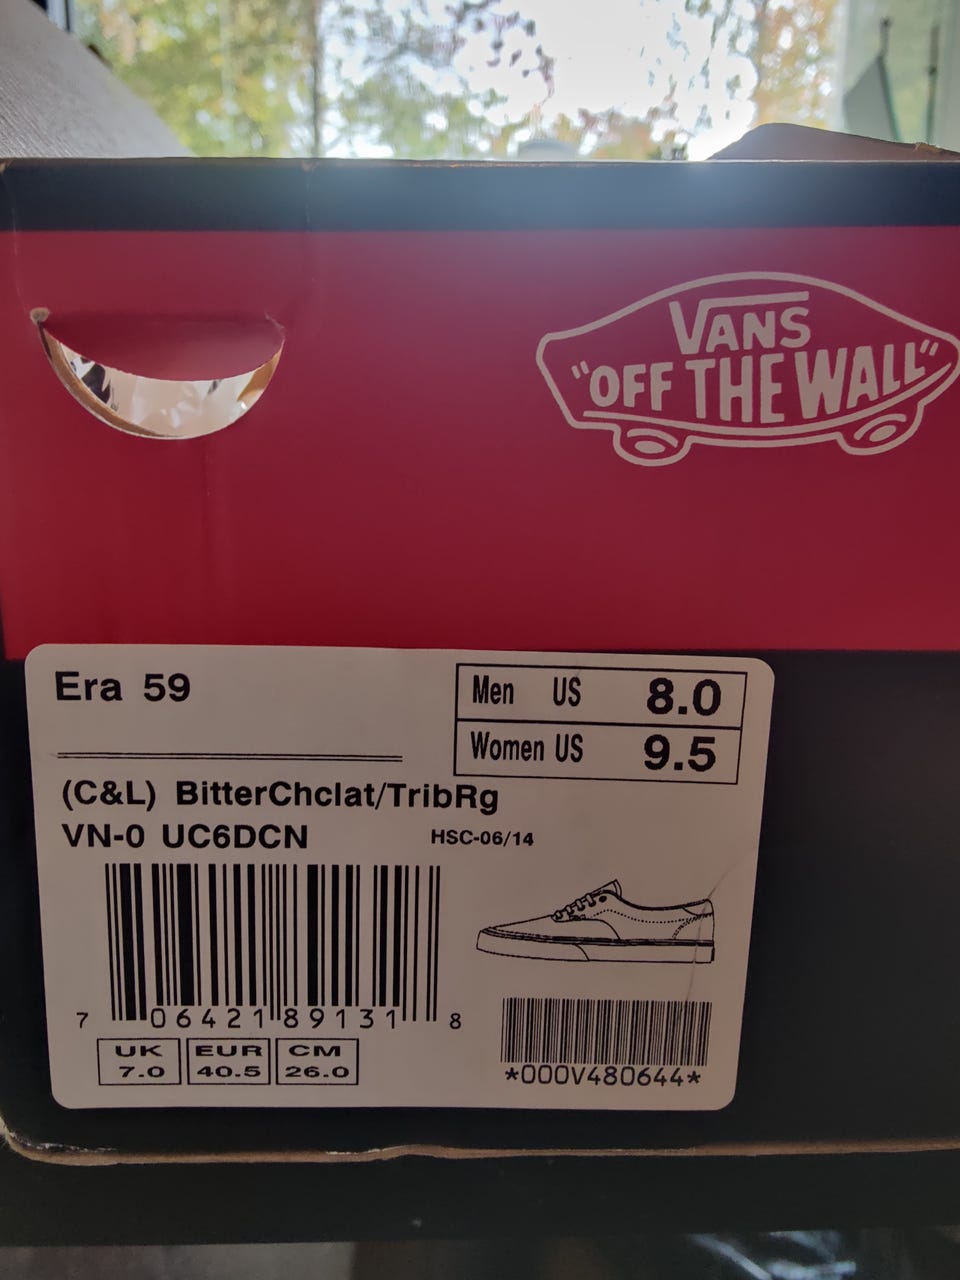 VANS
"OFF THE WALL"
Era 59
Men US 8.0
Women US 9.5
(C&L) BitterChclat/TribRg
VN-0 UC6DCN
HSC-06/14
7 06421 89131 8
UK EUR CM
7.0 40.5 26.0
*000V480644*